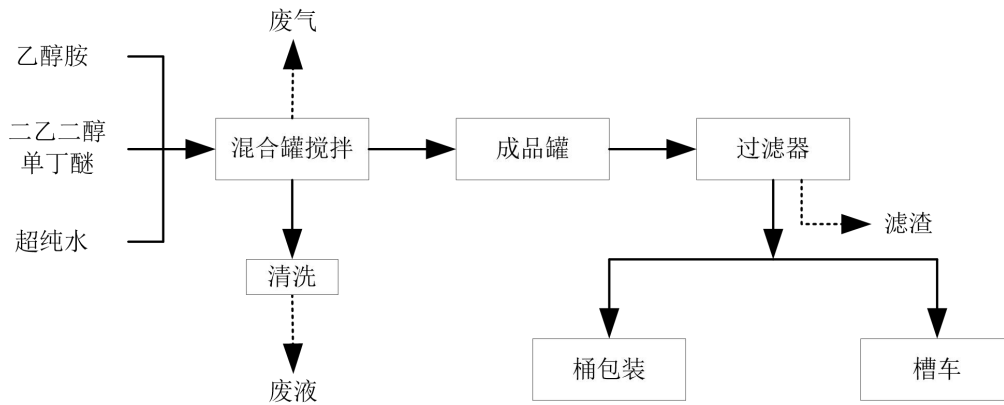 废气
乙醇胺
二乙二醇
单丁醚
超纯水
混合罐搅拌
成品罐
过滤器
滤渣
清洗
废液
桶包装
槽车